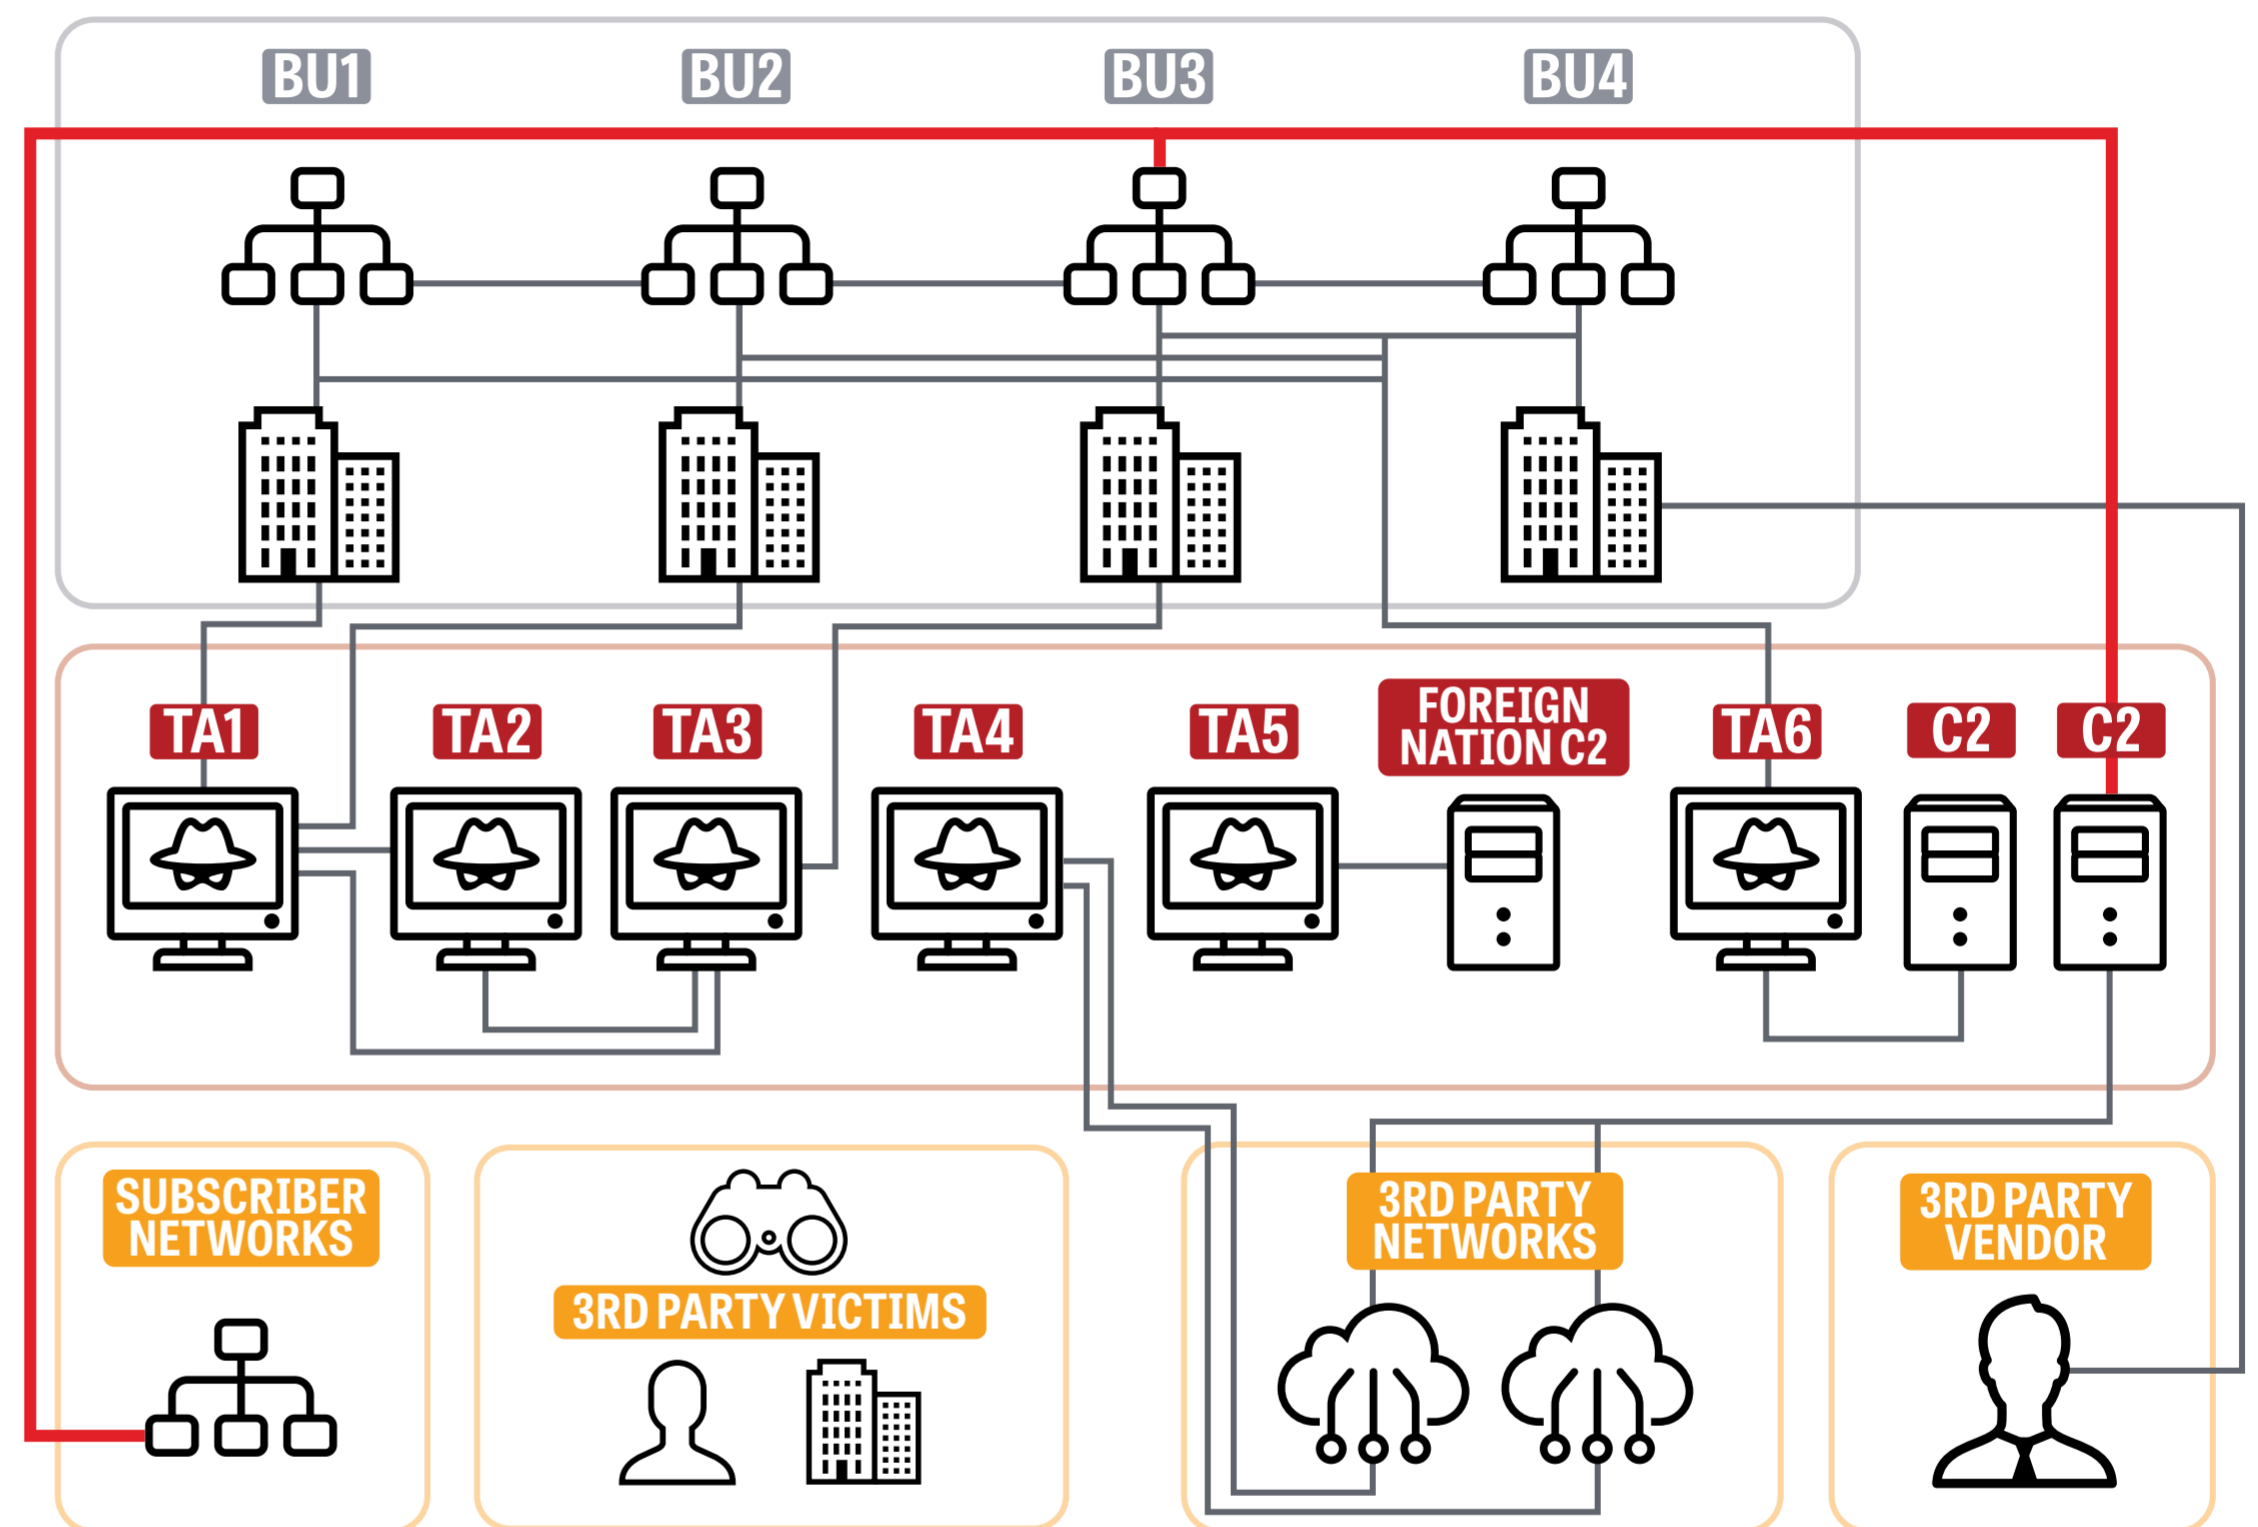 BU1
BU2
BU3
BU4
TA1
TA2
TA3
TA4
TA5
FOREIGN
NATION C2
TA6
C2
C2
SUBSCRIBER
NETWORKS
3RD PARTY VICTIMS
3RD PARTY
NETWORKS
3RD PARTY
VENDOR